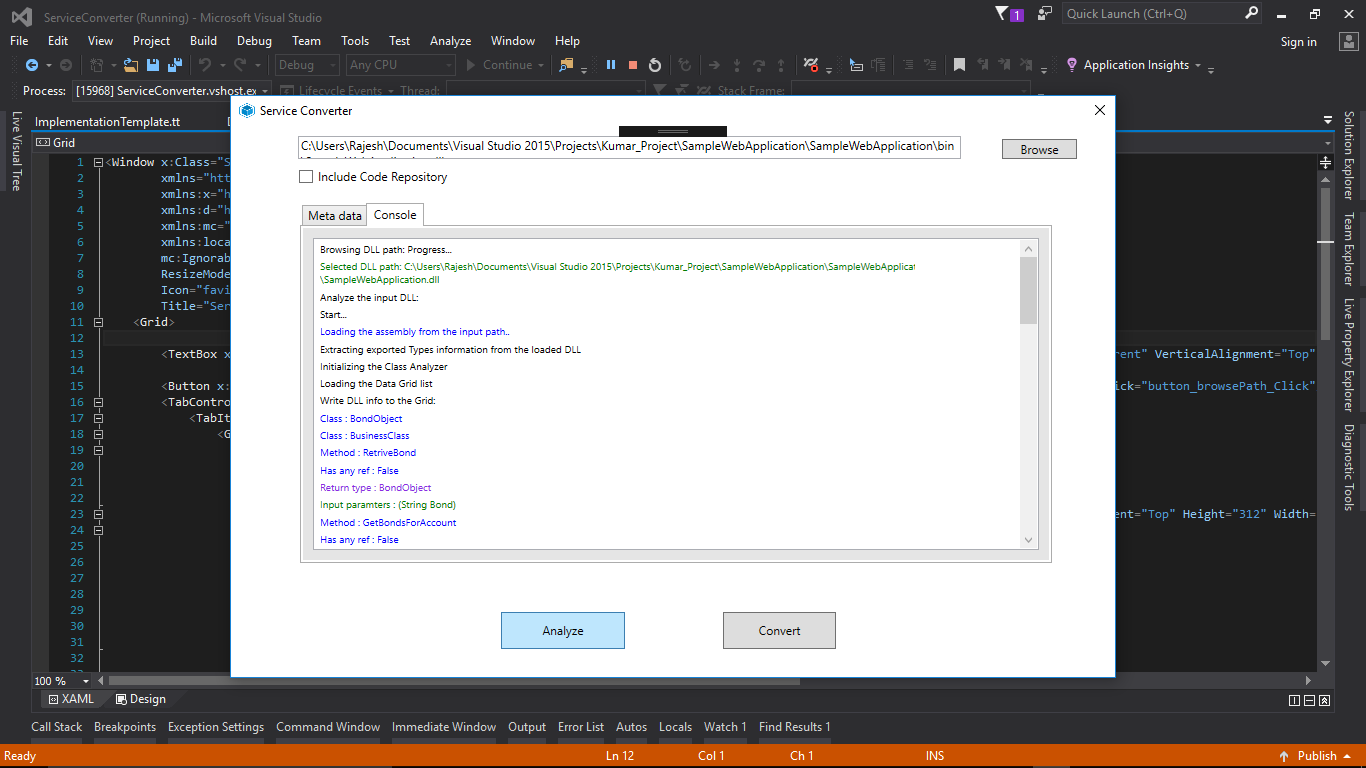 ServiceConverter (Running) - Microsoft Visual Studio
1
Quick Launch (Ctrl+Q)
File Edit View Project Build Debug Team Tools Test Analyze Window Help
Sign in
Debug Any CPU Continue Application Insights
Process: [15968] ServiceConverter.vshost.ex Lifecycle Events Thread: Stack Frame:
Service Converter
ImplementationTemplate.tt
Grid
C:\Users\Rajesh\Documents\Visual Studio 2015\Projects\Kumar_Project\SampleWebApplication\SampleWebApplication\bin
Browse
Include Code Repository
Meta data Console
Browsing DLL path: Progress...
Selected DLL path: C:\Users\Rajesh\Documents\Visual Studio 2015\Projects\Kumar_Project\SampleWebApplication\SampleWebApplicat
\SampleWebApplication.dll
Analyze the input DLL:
Start...
Loading the assembly from the input path..
Extracting exported Types information from the loaded DLL
Initializing the Class Analyzer
Loading the Data Grid list
Write DLL info to the Grid:
Class : BondObject
Class : BusinessClass
Method : RetriveBond
Has any ref : False
Return type : BondObject
Input paramters : (String Bond)
Method : GetBondsForAccount
Has any ref : False
Analyze Convert
1 <Window x:Class="S
2 xmlns="htt
3 xmlns:x="h
4 xmlns:d="h
5 xmlns:mc="
6 xmlns:loca
7 mc:Ignorab
8 ResizeMode
9 Icon="favi
10 Title="Ser
11 <Grid>
12
13 <TextBox x rent" VerticalAlignment="Top"
14
15 <Button x: ick="button_browsePath_Click"
16 <TabContro
17 <TabIt
18 <G
19
20
21
22
23 ent="Top" Height="312" Width=
24
25
26
27
28
29
30
31
32
Live Visual Tree
Solution Explorer
Team Explorer
Live Property Explorer
Diagnostic Tools
100 %
XAML Design
Call Stack Breakpoints Exception Settings Command Window Immediate Window Output Error List Autos Locals Watch 1 Find Results 1
Ready Ln 12 Col 1 Ch 1 INS Publish